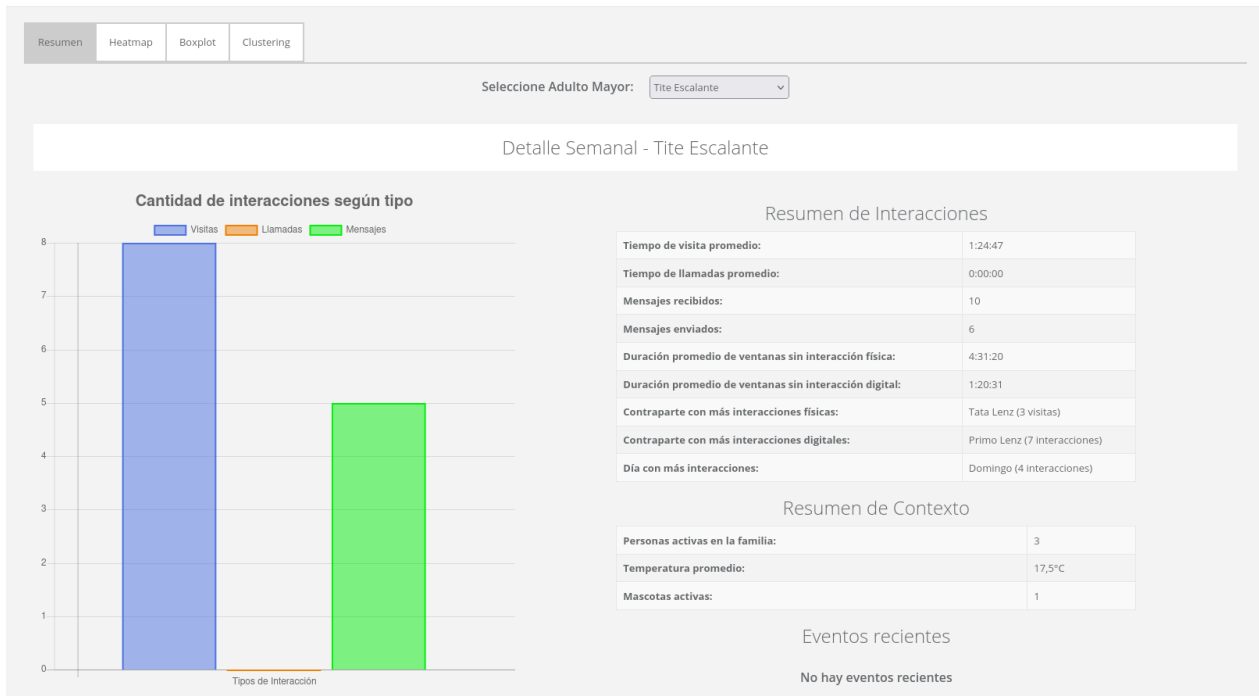 Resumen Heatmap Boxplot Clustering
Seleccione Adulto Mayor: Tite Escalante
Detalle Semanal - Tite Escalante
Cantidad de interacciones según tipo
Visitas Llamadas Mensajes
8
7
6
5
4
3
2
1
0
Tipos de Interacción
Resumen de Interacciones
Tiempo de visita promedio: 1:24:47
Tiempo de llamadas promedio: 0:00:00
Mensajes recibidos: 10
Mensajes enviados: 6
Duración promedio de ventanas sin interacción física: 4:31:20
Duración promedio de ventanas sin interacción digital: 1:20:31
Contraparte con más interacciones físicas: Tata Lenz (3 visitas)
Contraparte con más interacciones digitales: Primo Lenz (7 interacciones)
Día con más interacciones: Domingo (4 interacciones)
Resumen de Contexto
Personas activas en la familia: 3
Temperatura promedio: 17,5°C
Mascotas activas: 1
Eventos recientes
No hay eventos recientes